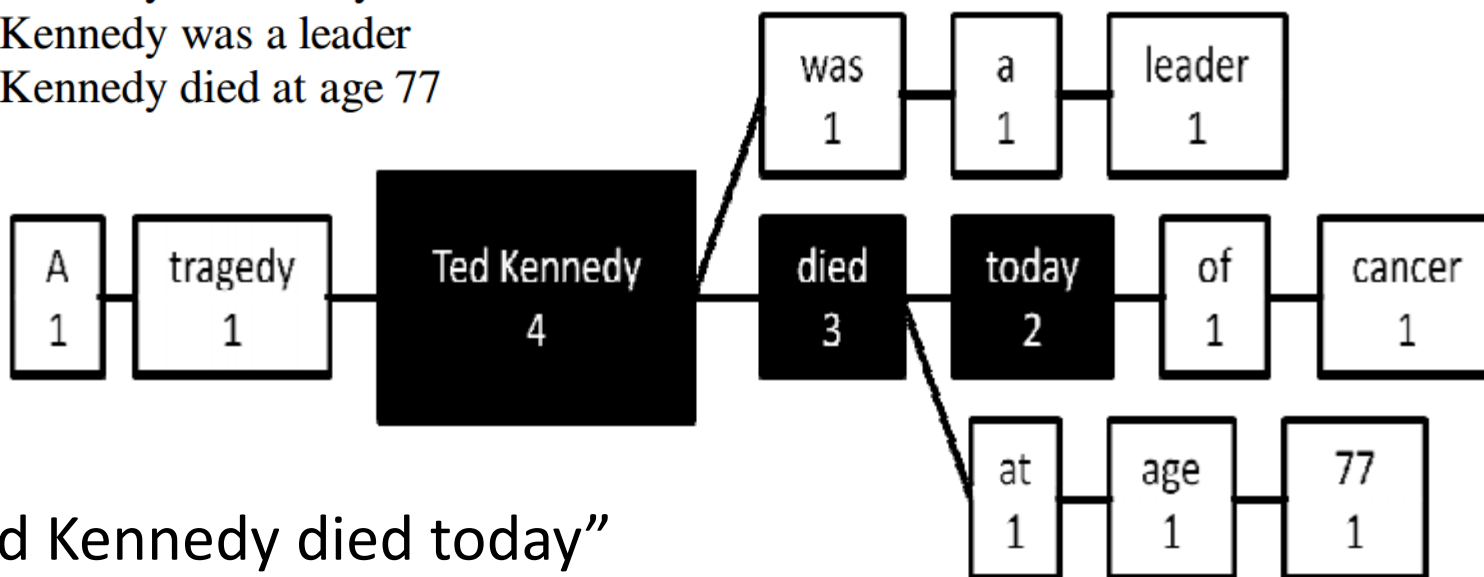 Kennedy was a leader
Kennedy died at age 77
was a leader
1 1 1
A tragedy Ted Kennedy died today of cancer
1 1 4 3 2 1 1
at age 77
1 1 1
d Kennedy died today”